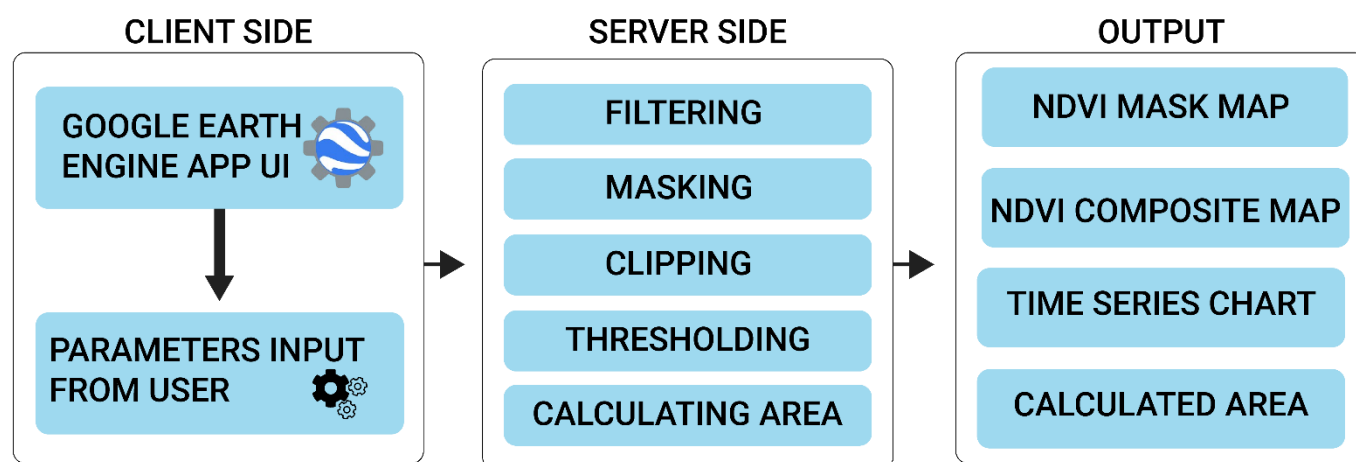 CLIENT SIDE
GOOGLE EARTH
ENGINE APP UI
PARAMETERS INPUT
FROM USER
SERVER SIDE
FILTERING
MASKING
CLIPPING
THRESHOLDING
CALCULATING AREA
OUTPUT
NDVI MASK MAP
NDVI COMPOSITE MAP
TIME SERIES CHART
CALCULATED AREA